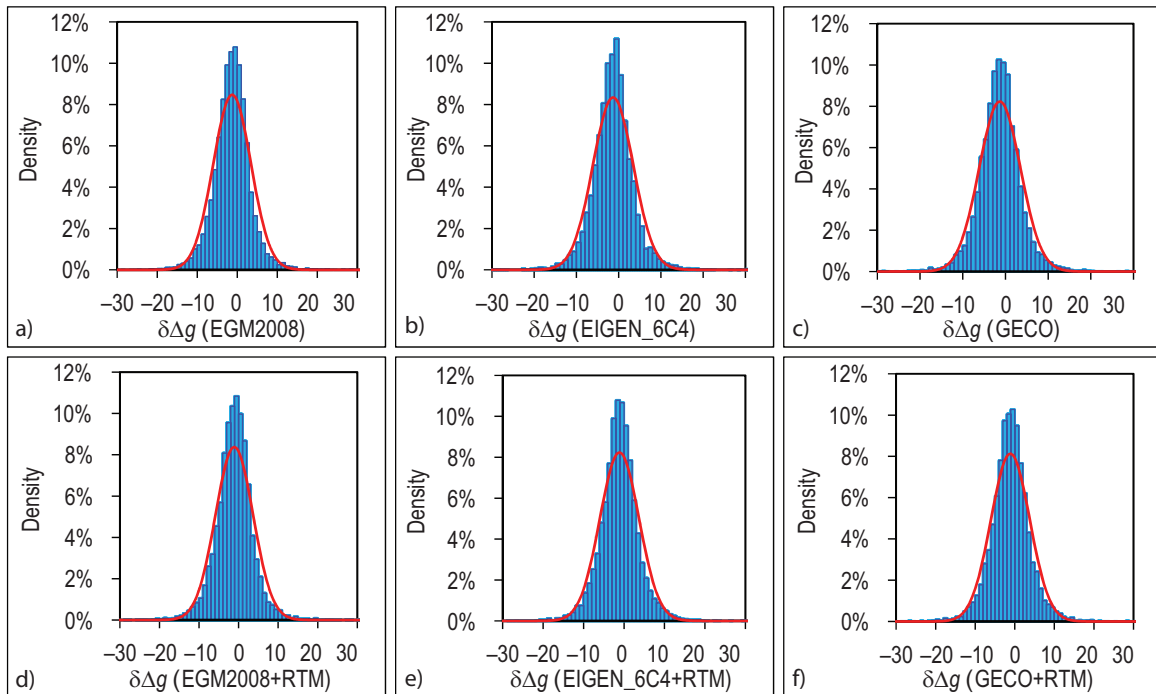 12%
10%
8%
6%
4%
2%
0%
Density
–30 –20 –10 0 10 20 30
a)
δΔg (EGM2008)
12%
10%
8%
6%
4%
2%
0%
Density
–30 –20 –10 0 10 20 30
b)
δΔg (EIGEN_6C4)
12%
10%
8%
6%
4%
2%
0%
Density
–30 –20 –10 0 10 20 30
c)
δΔg (GECO)
12%
10%
8%
6%
4%
2%
0%
Density
–30 –20 –10 0 10 20 30
d)
δΔg (EGM2008+RTM)
12%
10%
8%
6%
4%
2%
0%
Density
–30 –20 –10 0 10 20 30
e)
δΔg (EIGEN_6C4+RTM)
12%
10%
8%
6%
4%
2%
0%
Density
–30 –20 –10 0 10 20 30
f)
δΔg (GECO+RTM)